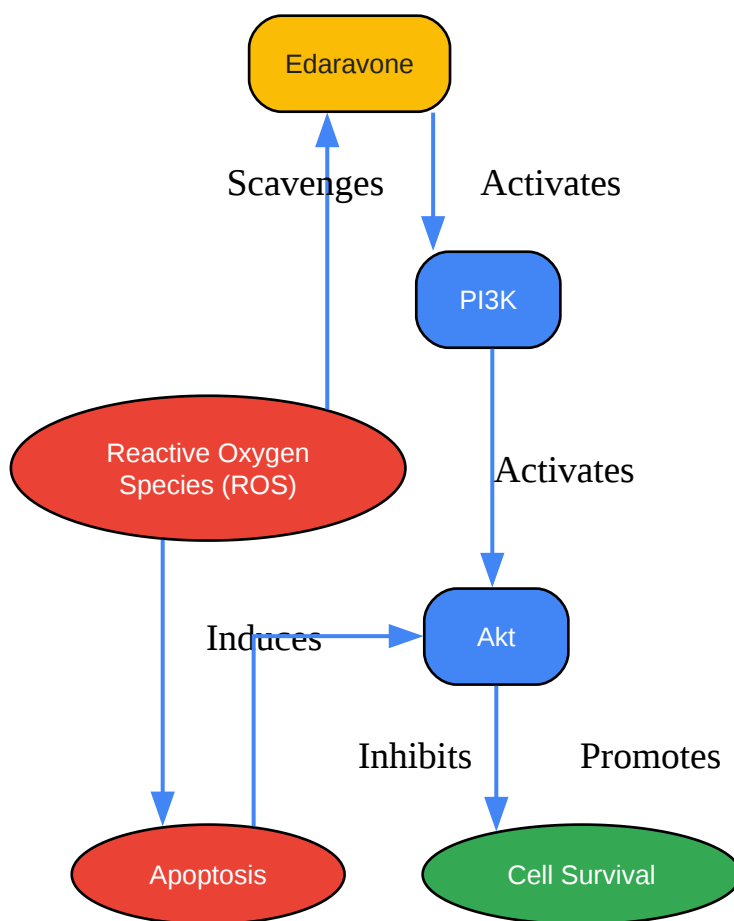 Edaravone
Scavenges
Activates
PI3K
Reactive Oxygen
Species (ROS)
Activates
Induces
Akt
Inhibits
Promotes
Apoptosis
Cell Survival